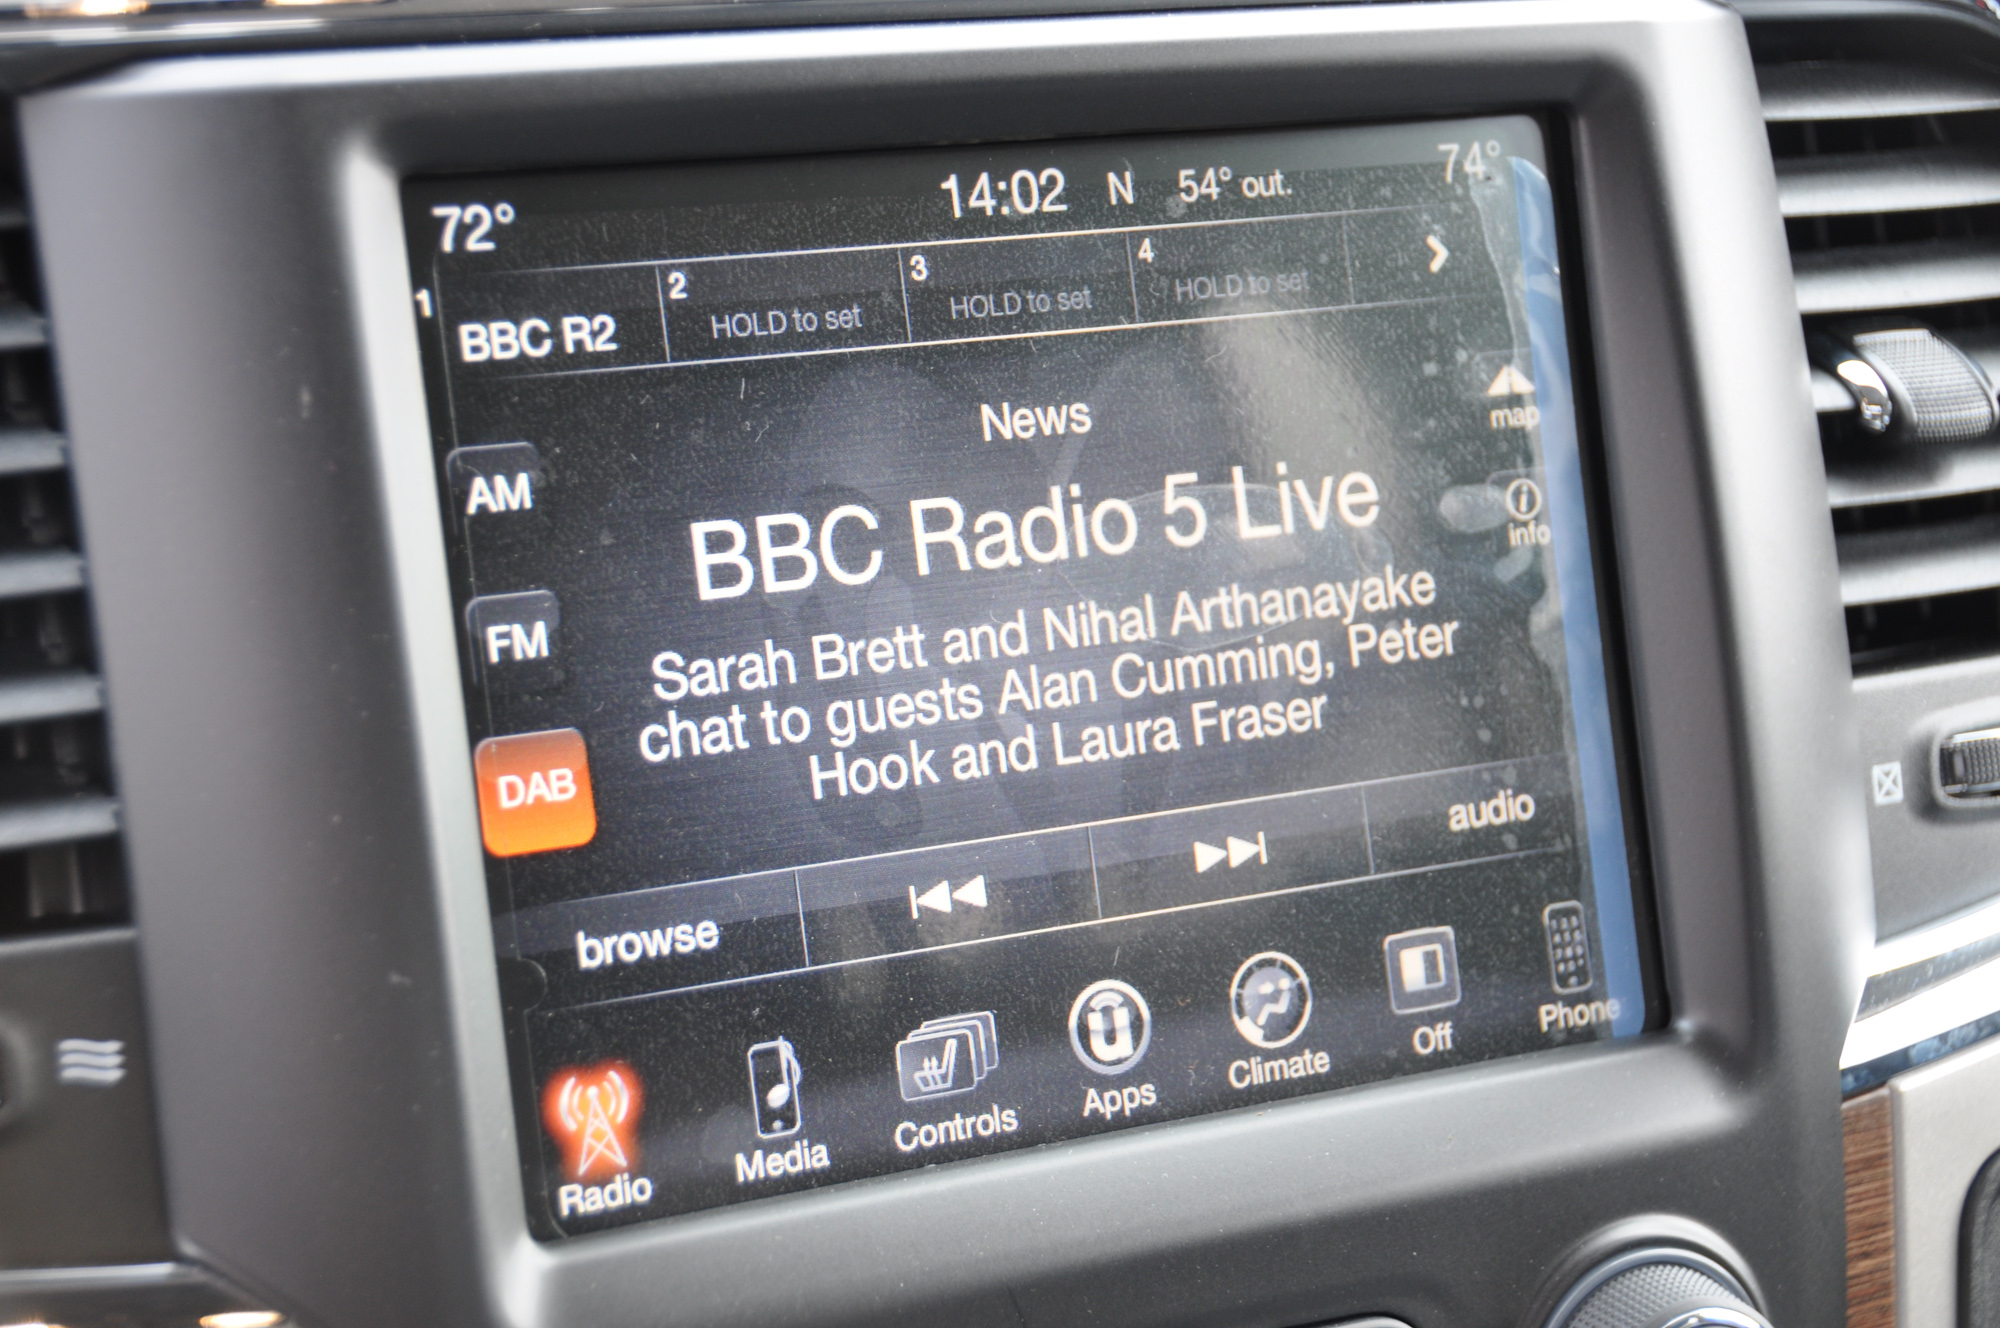 72° 14:02 N 54° out. 74°
1 BBC R2 2 HOLD to set 3 HOLD to set 4 HOLD to set
News
map
AM
BBC Radio 5 Live
info
FM
Sarah Brett and Nihal Arthanayake
chat to guests Alan Cumming, Peter
Hook and Laura Fraser
DAB
browse audio
Radio Media Controls Apps Climate Off Phone